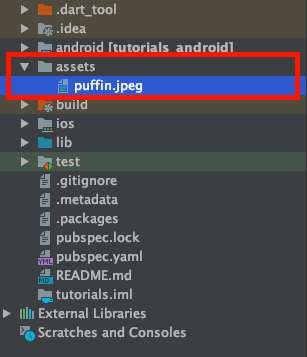 .dart_tool
.idea
android [tutorials_android]
assets
puffin.jpeg
build
ios
lib
test
.gitignore
.metadata
.packages
pubspec.lock
pubspec.yaml
README.md
tutorials.iml
External Libraries
Scratches and Consoles